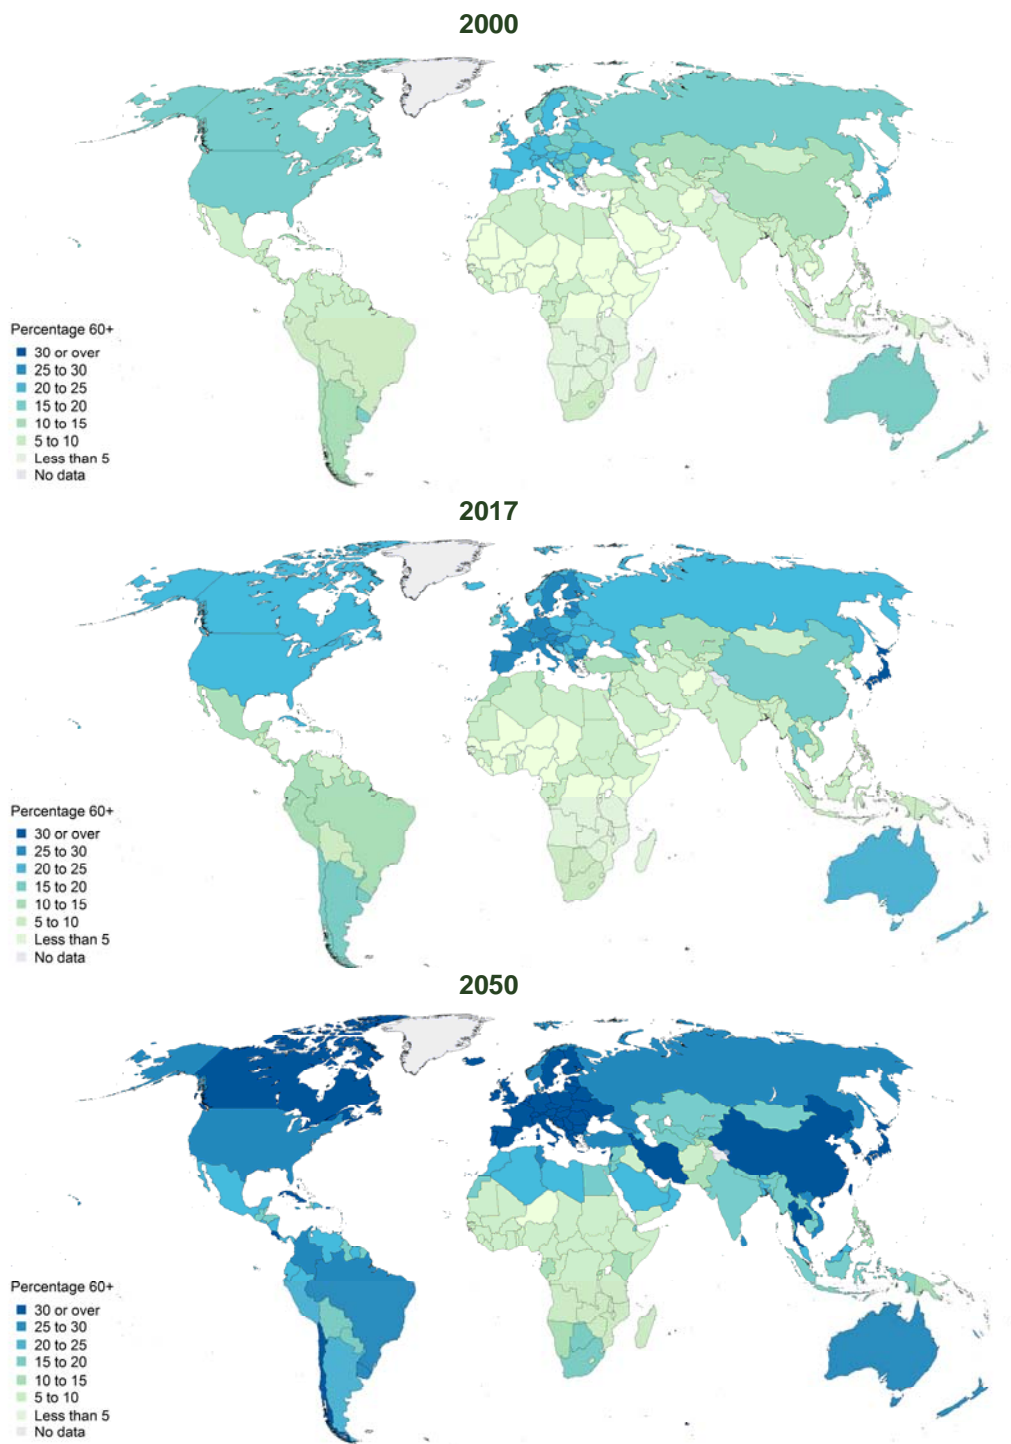 2000
Percentage 60+
30 or over
25 to 30
20 to 25
15 to 20
10 to 15
5 to 10
Less than 5
No data
2017
Percentage 60+
30 or over
25 to 30
20 to 25
15 to 20
10 to 15
5 to 10
Less than 5
No data
2050
Percentage 60+
30 or over
25 to 30
20 to 25
15 to 20
10 to 15
5 to 10
Less than 5
No data